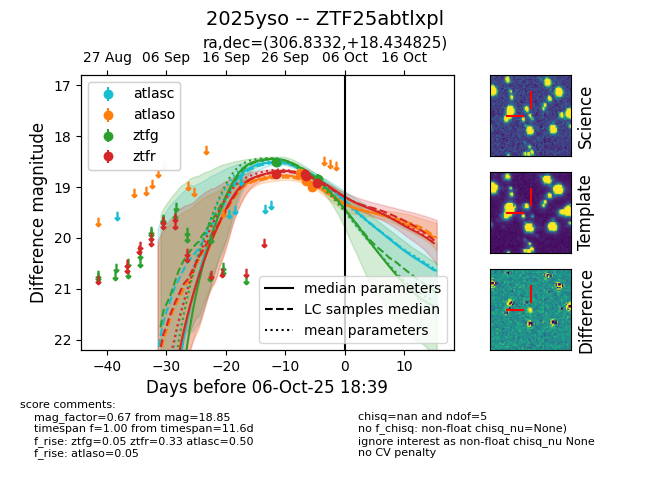 2025yso -- ZTF25abtlxpl
ra,dec=(306.8332,+18.434825)
27 Aug 06 Sep 16 Sep 26 Sep 06 Oct 16 Oct
17
18
19
20
21
22
Difference magnitude
atlasc
atlaso
ztfg
ztfr
median parameters
LC samples median
mean parameters
−40 −30 −20 −10 0 10
Days before 06-Oct-25 18:39
Science
Template
Difference
score comments:
mag_factor=0.67 from mag=18.85
timespan f=1.00 from timespan=11.6d
f_rise: ztfg=0.05 ztfr=0.33 atlasc=0.50
f_rise: atlaso=0.05
chisq=nan and ndof=5
no f_chisq: non-float chisq_nu=None)
ignore interest as non-float chisq_nu None
no CV penalty